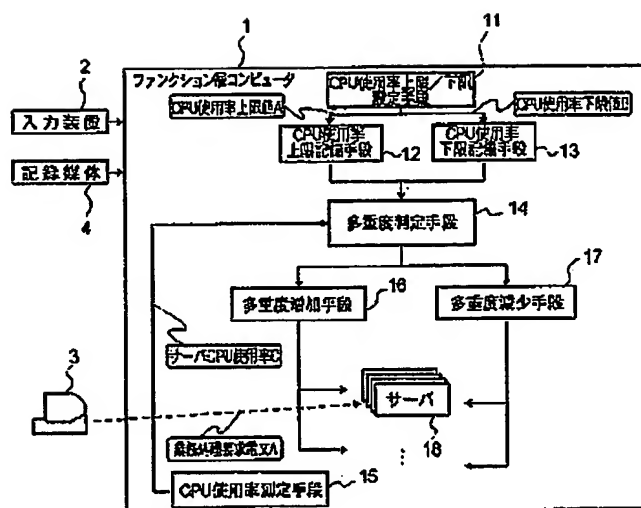 1
11
2
ファンクション層コンピュータ
CPU使用率上限/下限
設定手段
CPU使用率上限値A
CPU使用率下限値B
入力装置
CPU使用率
上限記憶手段
12
CPU使用率
下限記憶手段
13
記録媒体
4
多重度判定手段
14
17
多重度増加手段
16
多重度減少手段
サーバCPU使用率C
3
サーバ
18
15
CPU使用率測定手段